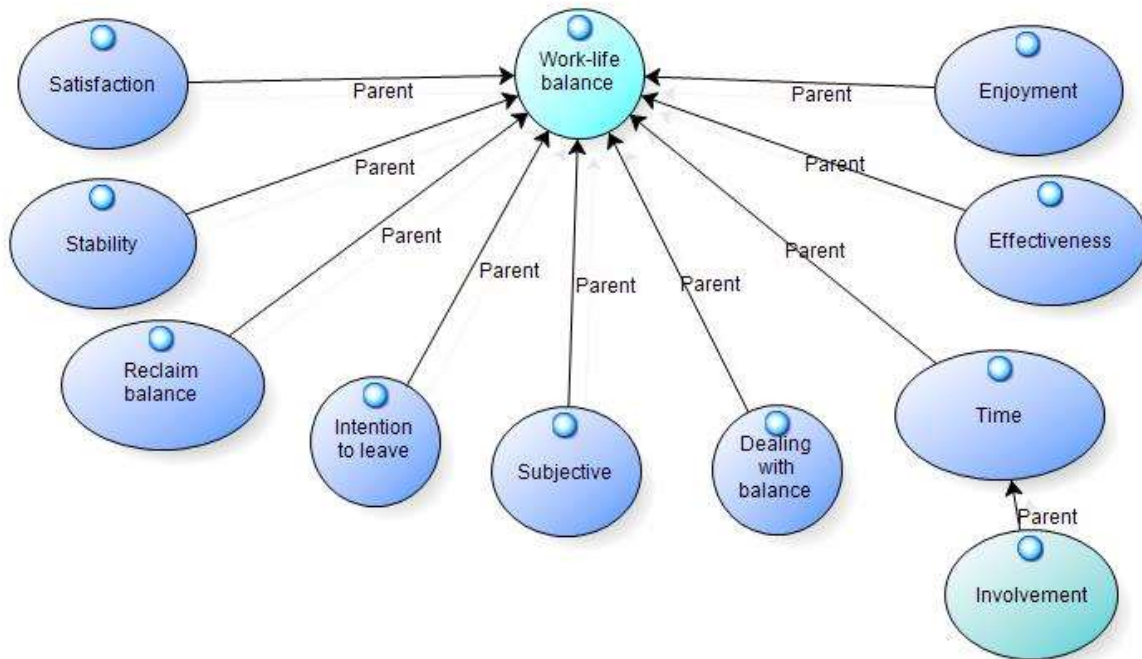 Work-life
balance
Satisfaction
Parent
Parent
Enjoyment
Parent
Parent
Stability
Effectiveness
Parent
Parent
Parent
Parent
Parent
Reclaim
balance
Intention
to leave
Subjective
Dealing
with
balance
Time
Parent
Involvement